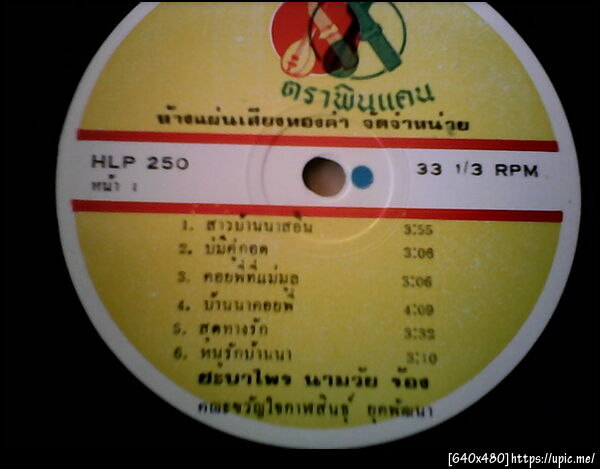 ตราพิณแคน
ห้างแผ่นเสียงทองคำ จัดจำหน่าย
HLP 250
33 1/3 RPM
หน้า 1
1. สาวบ้านนาสอื้น 3:55
2. บ่มีคู่กอด 3:06
3. คอยพี่ที่แม่มูล 3:06
4. บ้านนาคอยพี่ 4:09
5. สุดทางรัก 3:32
6. หนุ่มรักบ้านนา 3:10
ชะบาไพร นามวัย ร้อง
คณะขวัญใจกาฬสินธุ์ ยุคพัฒนา
[640x480]https://upic.me/